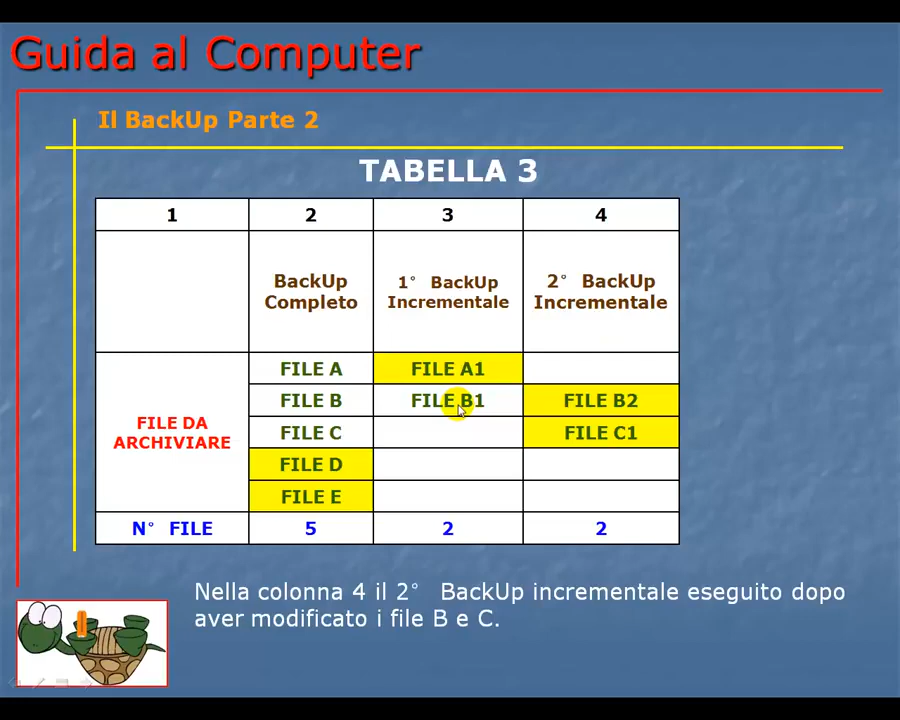 Guida al Computer
Il BackUp Parte 2
TABELLA 3
1 2 3 4
BackUp Completo
1° BackUp Incrementale
2° BackUp Incrementale
FILE DA ARCHIVIARE
FILE A FILE A1
FILE B FILE B1 FILE B2
FILE C FILE C1
FILE D
FILE E
N° FILE 5 2 2
Nella colonna 4 il 2° BackUp incrementale eseguito dopo
aver modificato i file B e C.